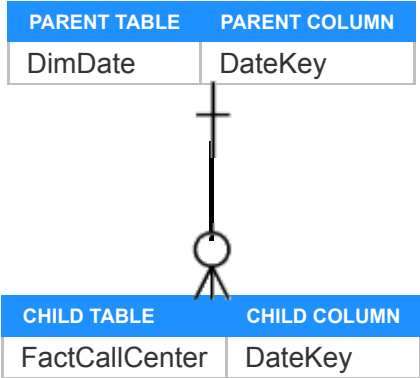 PARENT TABLE PARENT COLUMN
DimDate DateKey
CHILD TABLE CHILD COLUMN
FactCallCenter DateKey